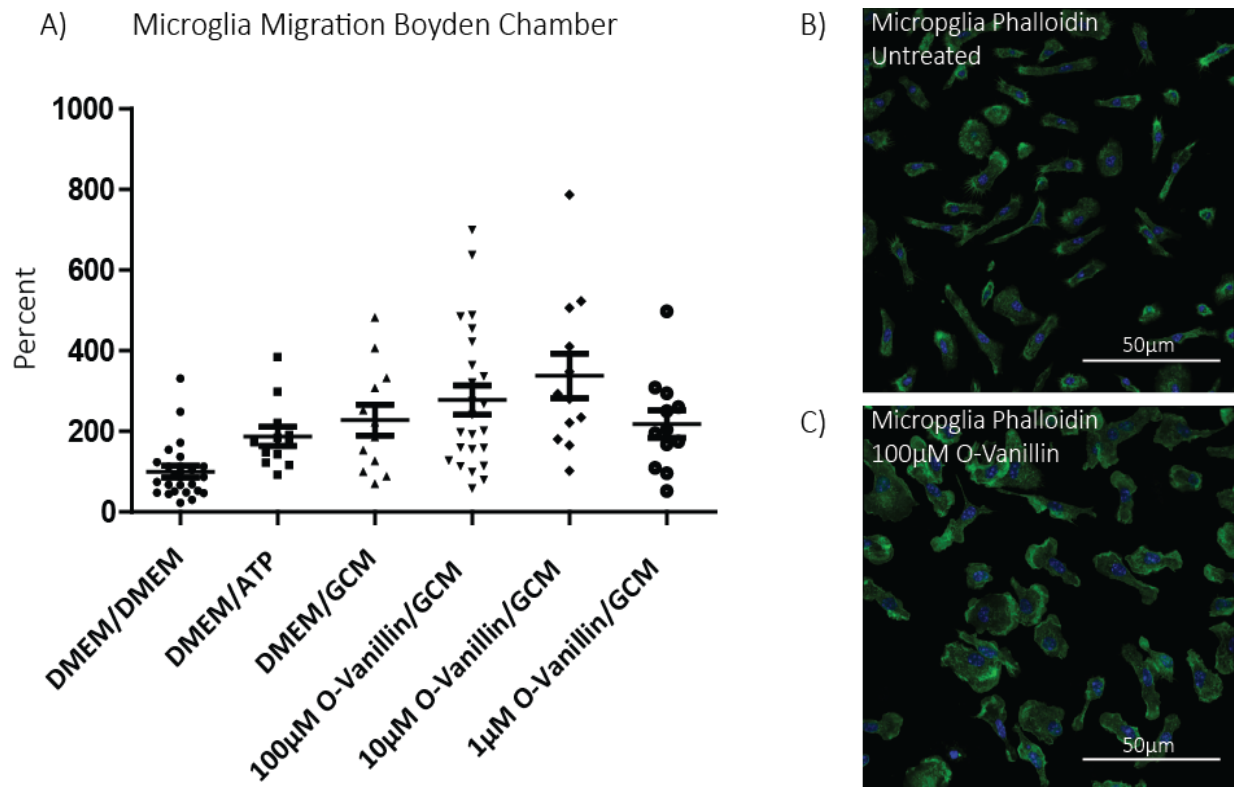 A) Microglia Migration Boyden Chamber
1000
800
600
400
200
0
Percent
DMEM/DMEM
DMEM/ATP
DMEM/GCM
100µM O-Vanillin/GCM
10µM O-Vanillin/GCM
1µM O-Vanillin/GCM
B)
Micropglia Phalloidin
Untreated
50µm
C)
Micropglia Phalloidin
100µM O-Vanillin
50µm